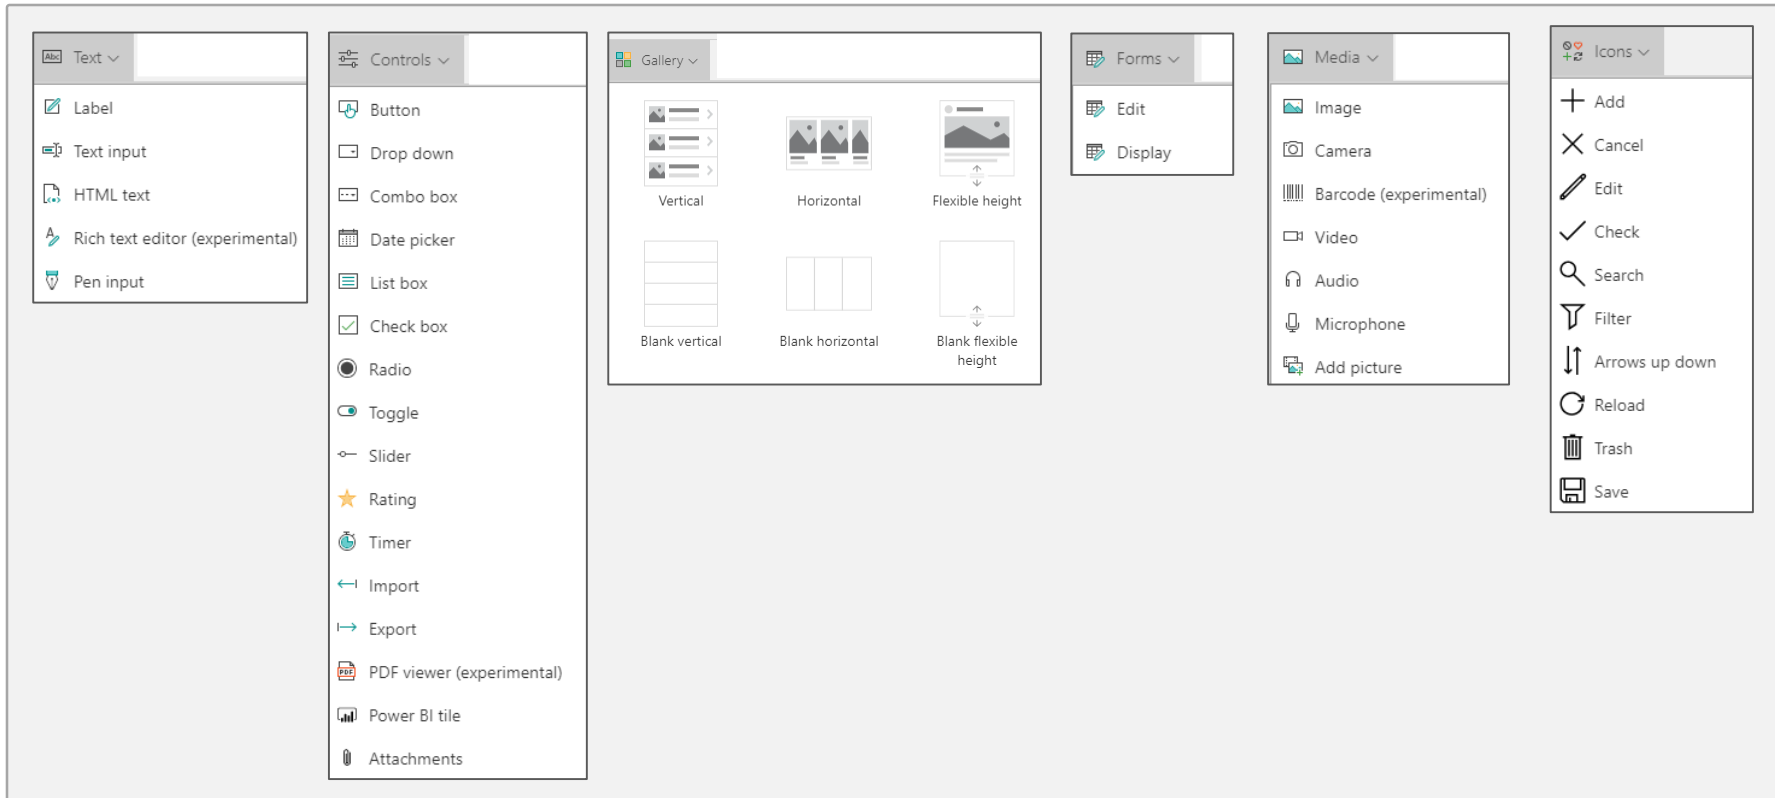 Abc Text
Label
Text input
HTML text
Rich text editor (experimental)
Pen input
Controls
Button
Drop down
Combo box
Date picker
List box
Check box
Radio
Toggle
Slider
Rating
Timer
Import
Export
PDF PDF viewer (experimental)
Power BI tile
Attachments
Gallery
Vertical
Horizontal
Flexible height
Blank vertical
Blank horizontal
Blank flexible
height
Forms
Edit
Display
Media
Image
Camera
Barcode (experimental)
Video
Audio
Microphone
Add picture
Icons
Add
Cancel
Edit
Check
Search
Filter
Arrows up down
Reload
Trash
Save